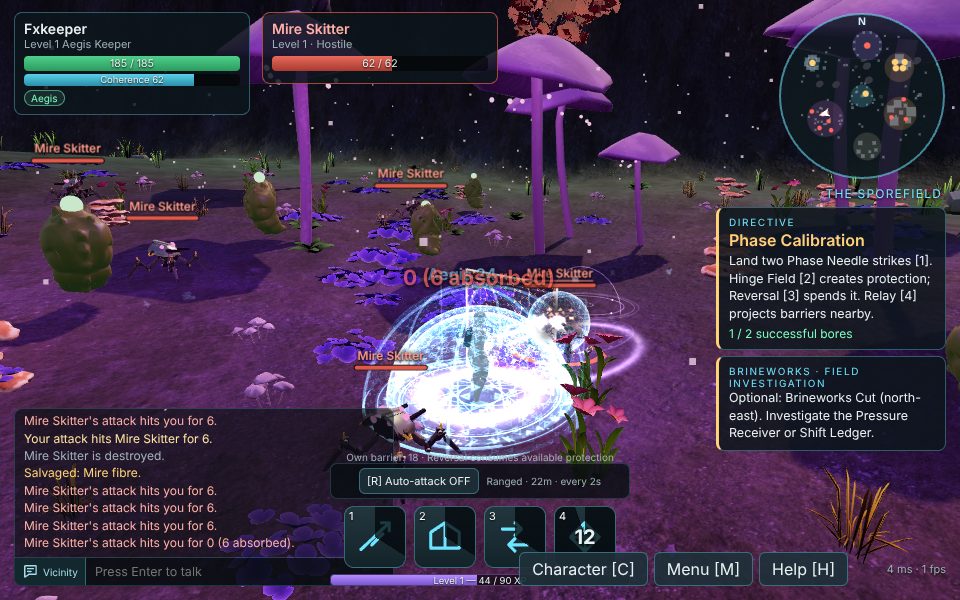 Fxkeeper
Level 1 Aegis Keeper
185 / 185
Coherence 62
Aegis
Mire Skitter
Level 1 · Hostile
62 / 62
N
THE SPOREFIELD
Mire Skitter
Mire Skitter
Mire Skitter
Mire Skitter
Mire Skitter
0 (6 absorbed)
DIRECTIVE
Phase Calibration
Land two Phase Needle strikes [1].
Hinge Field [2] creates protection;
Reversal [3] spends it. Relay [4]
projects barriers nearby.
1 / 2 successful bores
BRINEWORKS · FIELD
INVESTIGATION
Optional: Brineworks Cut (north-
east). Investigate the Pressure
Receiver or Shift Ledger.
Mire Skitter's attack hits you for 6.
Your attack hits Mire Skitter for 6.
Mire Skitter is destroyed.
Salvaged: Mire fibre.
Mire Skitter's attack hits you for 6.
Mire Skitter's attack hits you for 6.
Mire Skitter's attack hits you for 6.
Mire Skitter's attack hits you for 0 (6 absorbed).
Vicinity
Press Enter to talk
Own barrier 18 · Reversal consumes available protection
[R] Auto-attack OFF
Ranged · 22m · every 2s
1
2
3
4
12
Level 1 — 44 / 90 XP
Character [C]
Menu [M]
Help [H]
4 ms · 1 fps